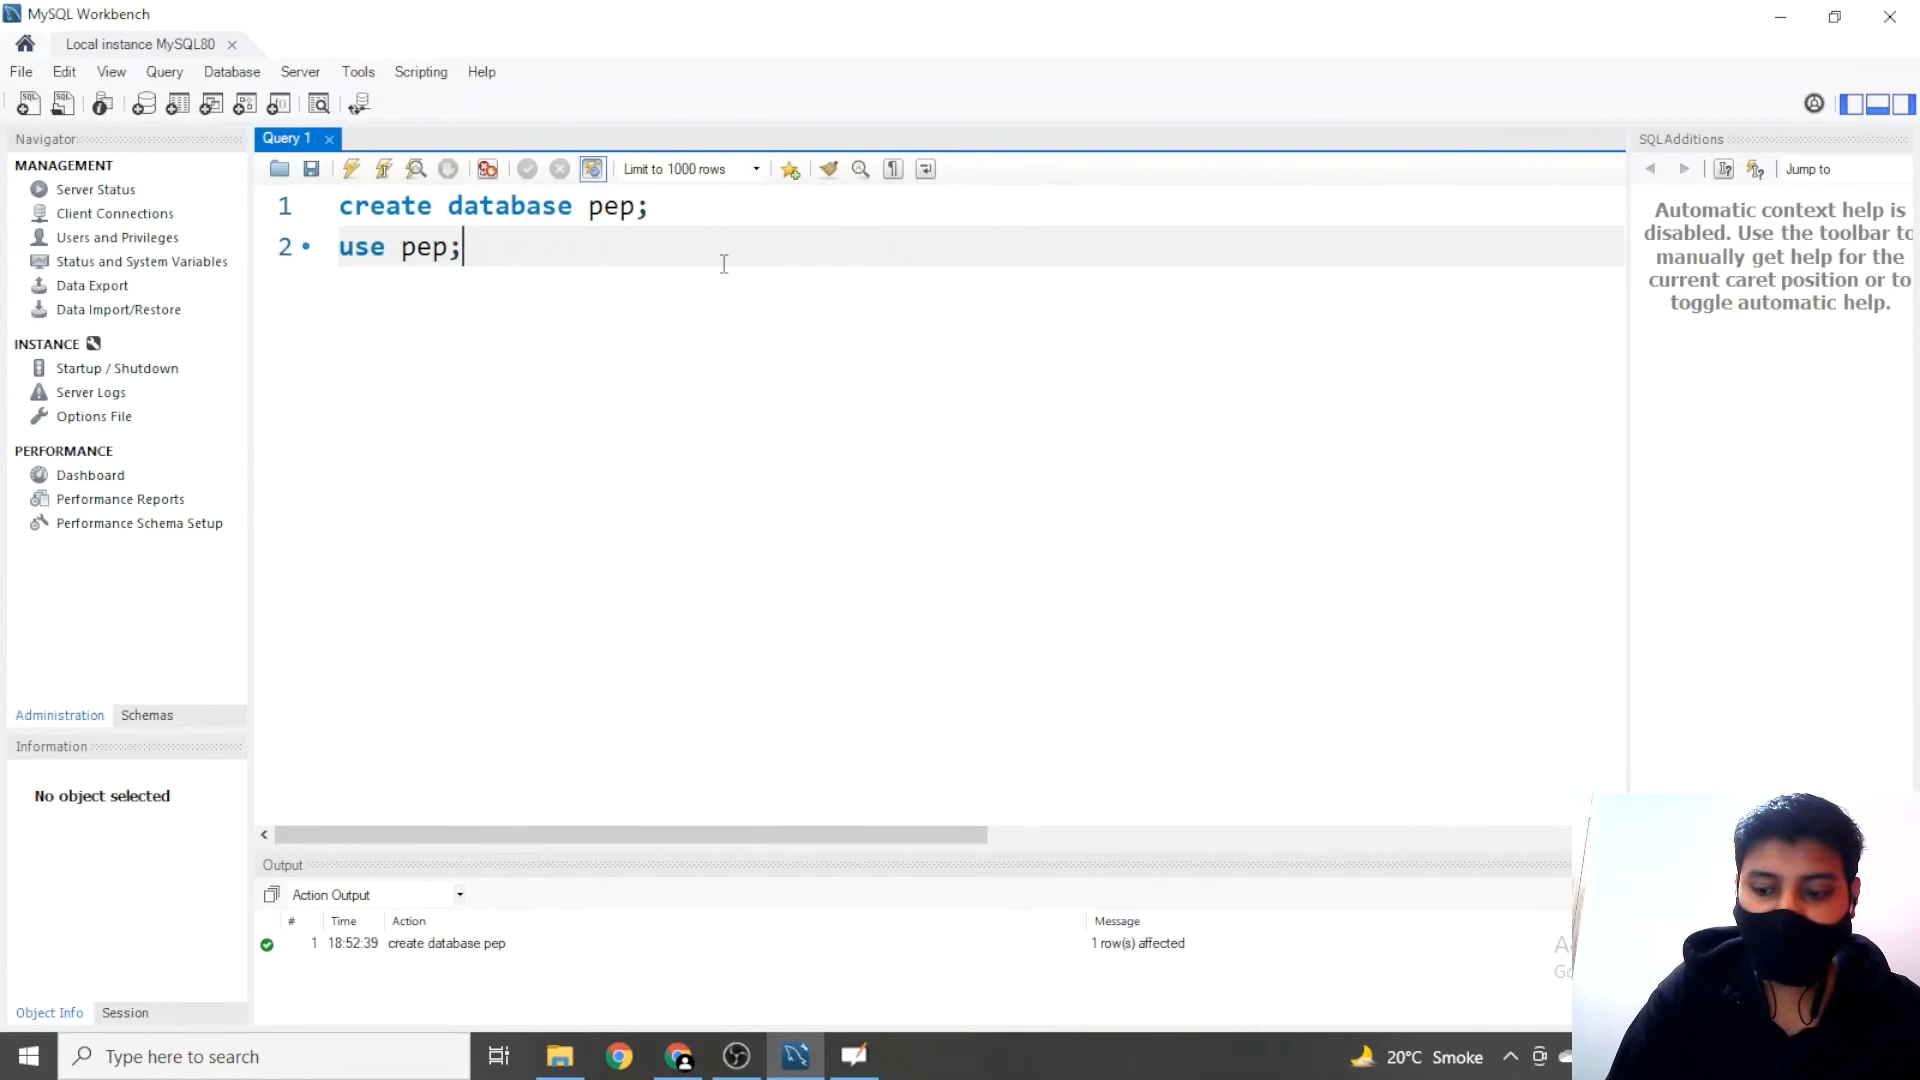 MySQL Workbench
Local instance MySQL80
File Edit View Query Database Server Tools Scripting Help
Navigator
MANAGEMENT
Server Status
Client Connections
Users and Privileges
Status and System Variables
Data Export
Data Import/Restore
INSTANCE
Startup / Shutdown
Server Logs
Options File
PERFORMANCE
Dashboard
Performance Reports
Performance Schema Setup
Administration Schemas
Information
No object selected
Object Info Session
Query 1
Limit to 1000 rows
1 create database pep;
2 use pep;
SQLAdditions
Jump to
Automatic context help is
disabled. Use the toolbar to
manually get help for the
current caret position or to
toggle automatic help.
Output
Action Output
# Time Action Message
1 18:52:39 create database pep 1 row(s) affected
Type here to search
20°C Smoke